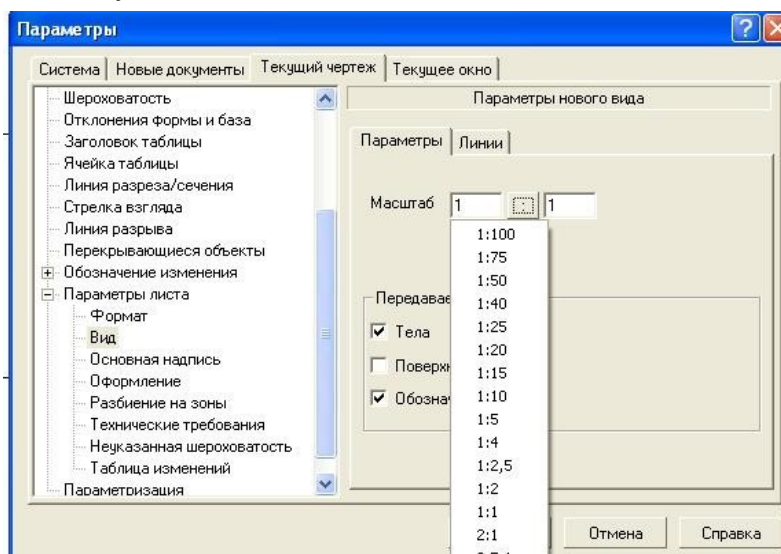 Параметры
Система Новые документы Текущий чертеж Текущее окно
Шероховатость
Отклонения формы и база
Заголовок таблицы
Ячейка таблицы
Линия разреза/сечения
Стрелка взгляда
Линия разрыва
Перекрывающиеся объекты
Обозначение изменения
Параметры листа
Формат
Вид
Основная надпись
Оформление
Разбиение на зоны
Технические требования
Неуказанная шероховатость
Таблица изменений
Параметризация
Параметры нового вида
Параметры Линии
Масштаб 1 : 1
1:100
1:75
1:50
1:40
1:25
1:20
1:15
1:10
1:5
1:4
1:2,5
1:2
1:1
2:1
Передавае
Тела
Поверх
Обозна
Отмена Справка